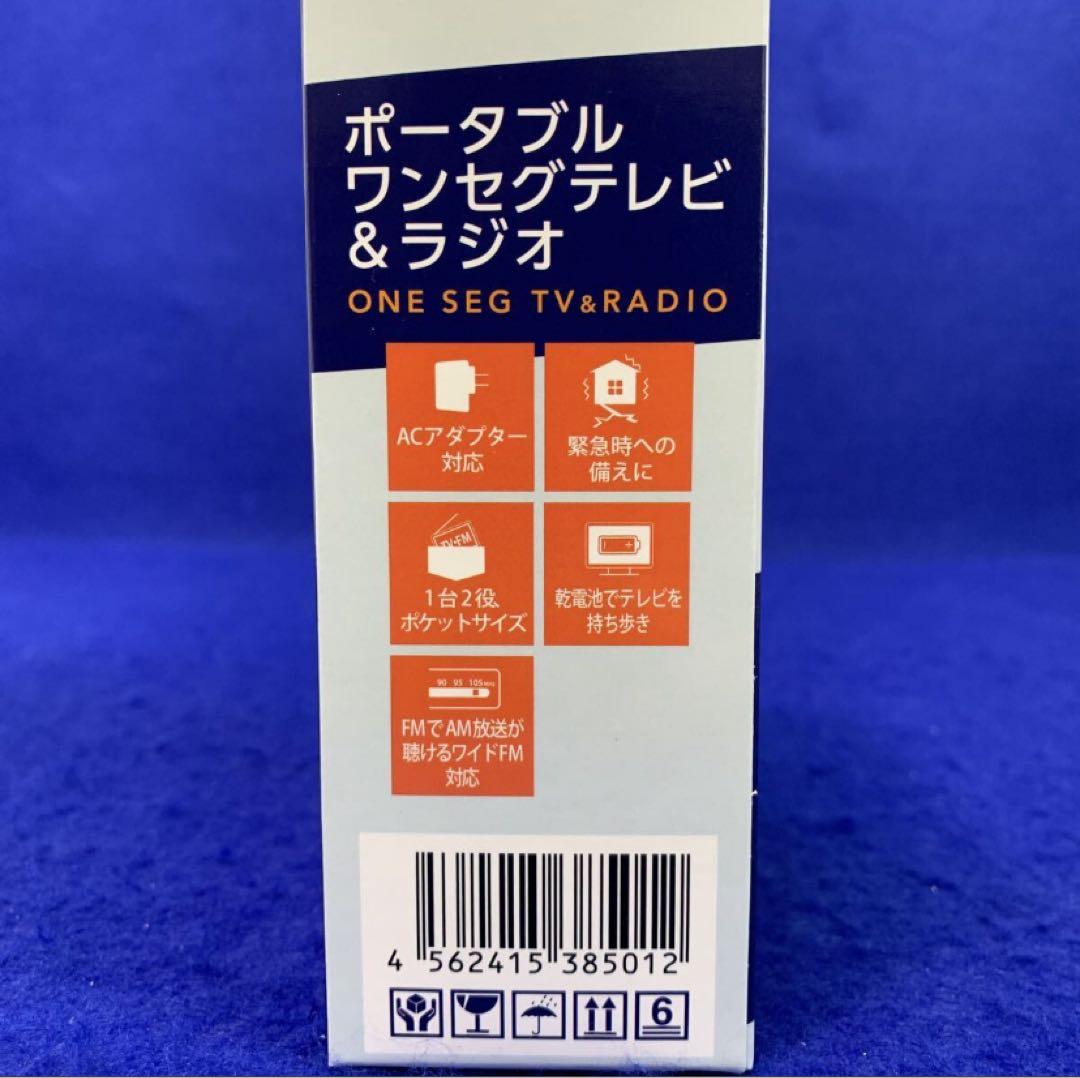 ポータブル
ワンセグテレビ
&ラジオ
ONE SEG TV&RADIO
ACアダプター
対応
緊急時への
備えに
TV・FM
1台2役、
ポケットサイズ
乾電池でテレビを
持ち歩き
90 95 105MHz
FMでAM放送が
聴けるワイドFM
対応
4 562415 385012
6